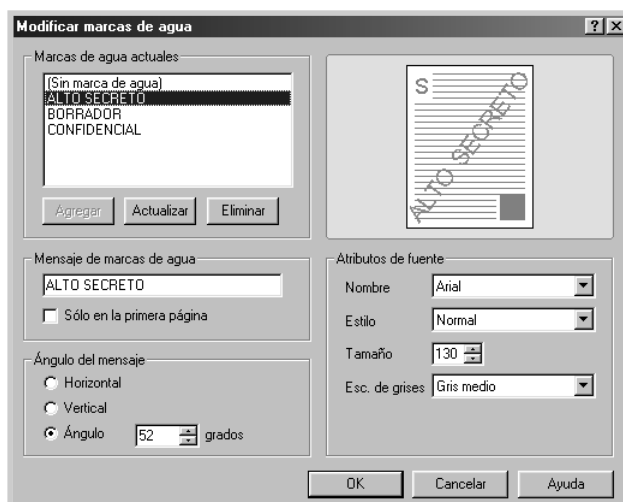 Modificar marcas de agua
Marcas de agua actuales
(Sin marca de agua)
ALTO SECRETO
BORRADOR
CONFIDENCIAL
Agregar Actualizar Eliminar
S
ALTO SECRETO
Mensaje de marcas de agua
ALTO SECRETO
Sólo en la primera página
Ángulo del mensaje
Horizontal
Vertical
Ángulo 52 grados
Atributos de fuente
Nombre Arial
Estilo Normal
Tamaño 130
Esc. de grises Gris medio
OK Cancelar Ayuda